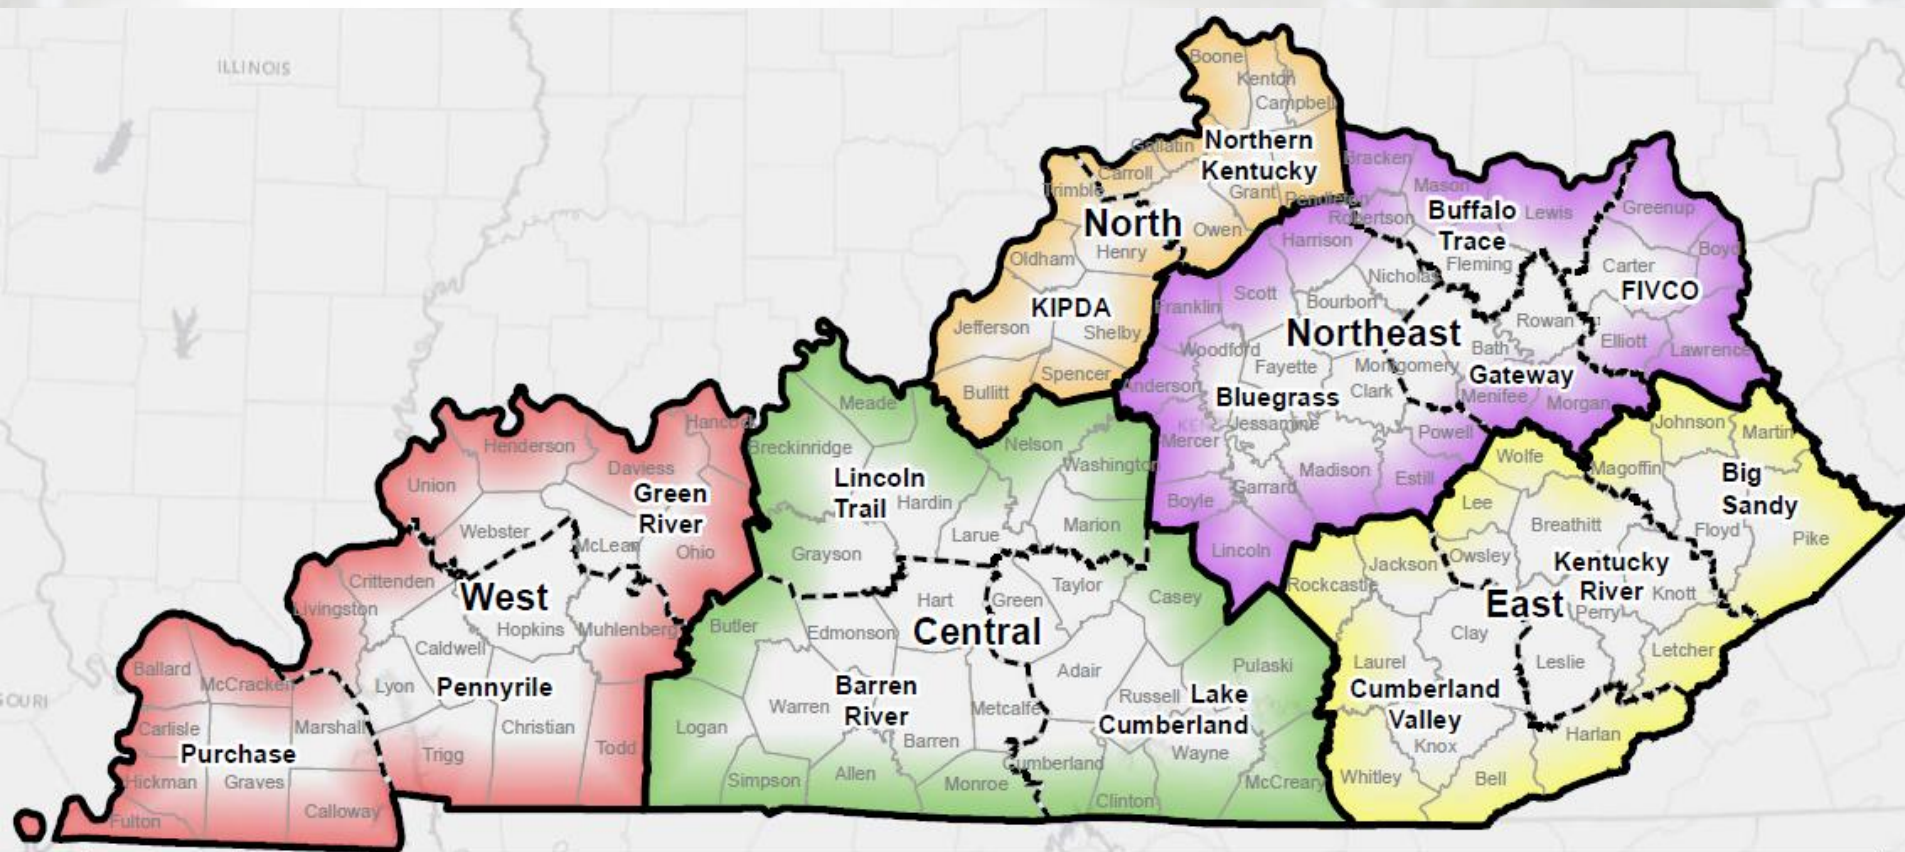 ILLINOIS
Boone
Kenton
Campbell
Gallatin
Northern
Kentucky
Carroll
Trimble
Grant
Pendleton
North
Owen
Oldham
Henry
KIPDA
Jefferson
Shelby
Spencer
Bullitt
Bracken
Mason
Robertson
Buffalo
Trace
Lewis
Fleming
Greenup
Boyd
Carter
FIVCO
Elliott
Lawrence
Harrison
Nicholas
Franklin
Scott
Bourbon
Northeast
Rowan
Woodford
Fayette
Montgomery
Bath
Gateway
Anderson
Bluegrass
Clark
Menifee
Morgan
Jessamine
Mercer
Powell
Madison
Estill
Boyle
Garrard
Lincoln
Johnson
Martin
Wolfe
Magoffin
Big
Sandy
Lee
Breathitt
Floyd
Pike
Owsley
Jackson
Kentucky
River
Rockcastle
East
Perry
Knott
Clay
Leslie
Letcher
Laurel
Cumberland
Valley
Knox
Harlan
Whitley
Bell
Meade
Breckinridge
Nelson
Washington
Lincoln
Trail
Hardin
Larue
Marion
Grayson
Taylor
Hart
Green
Casey
Butler
Edmonson
Central
Adair
Pulaski
Barren
River
Russell
Lake
Cumberland
Warren
Metcalfe
Logan
Barren
Wayne
Cumberland
Simpson
Allen
Monroe
Clinton
McCreary
Hancock
Henderson
Daviess
Union
Green
River
Webster
McLean
Ohio
Crittenden
Livingston
West
Hopkins
Muhlenberg
Caldwell
Lyon
Pennyrile
Christian
Trigg
Todd
Ballard
McCracken
Carlisle
Marshall
Purchase
Hickman
Graves
Calloway
Fulton
SOURI